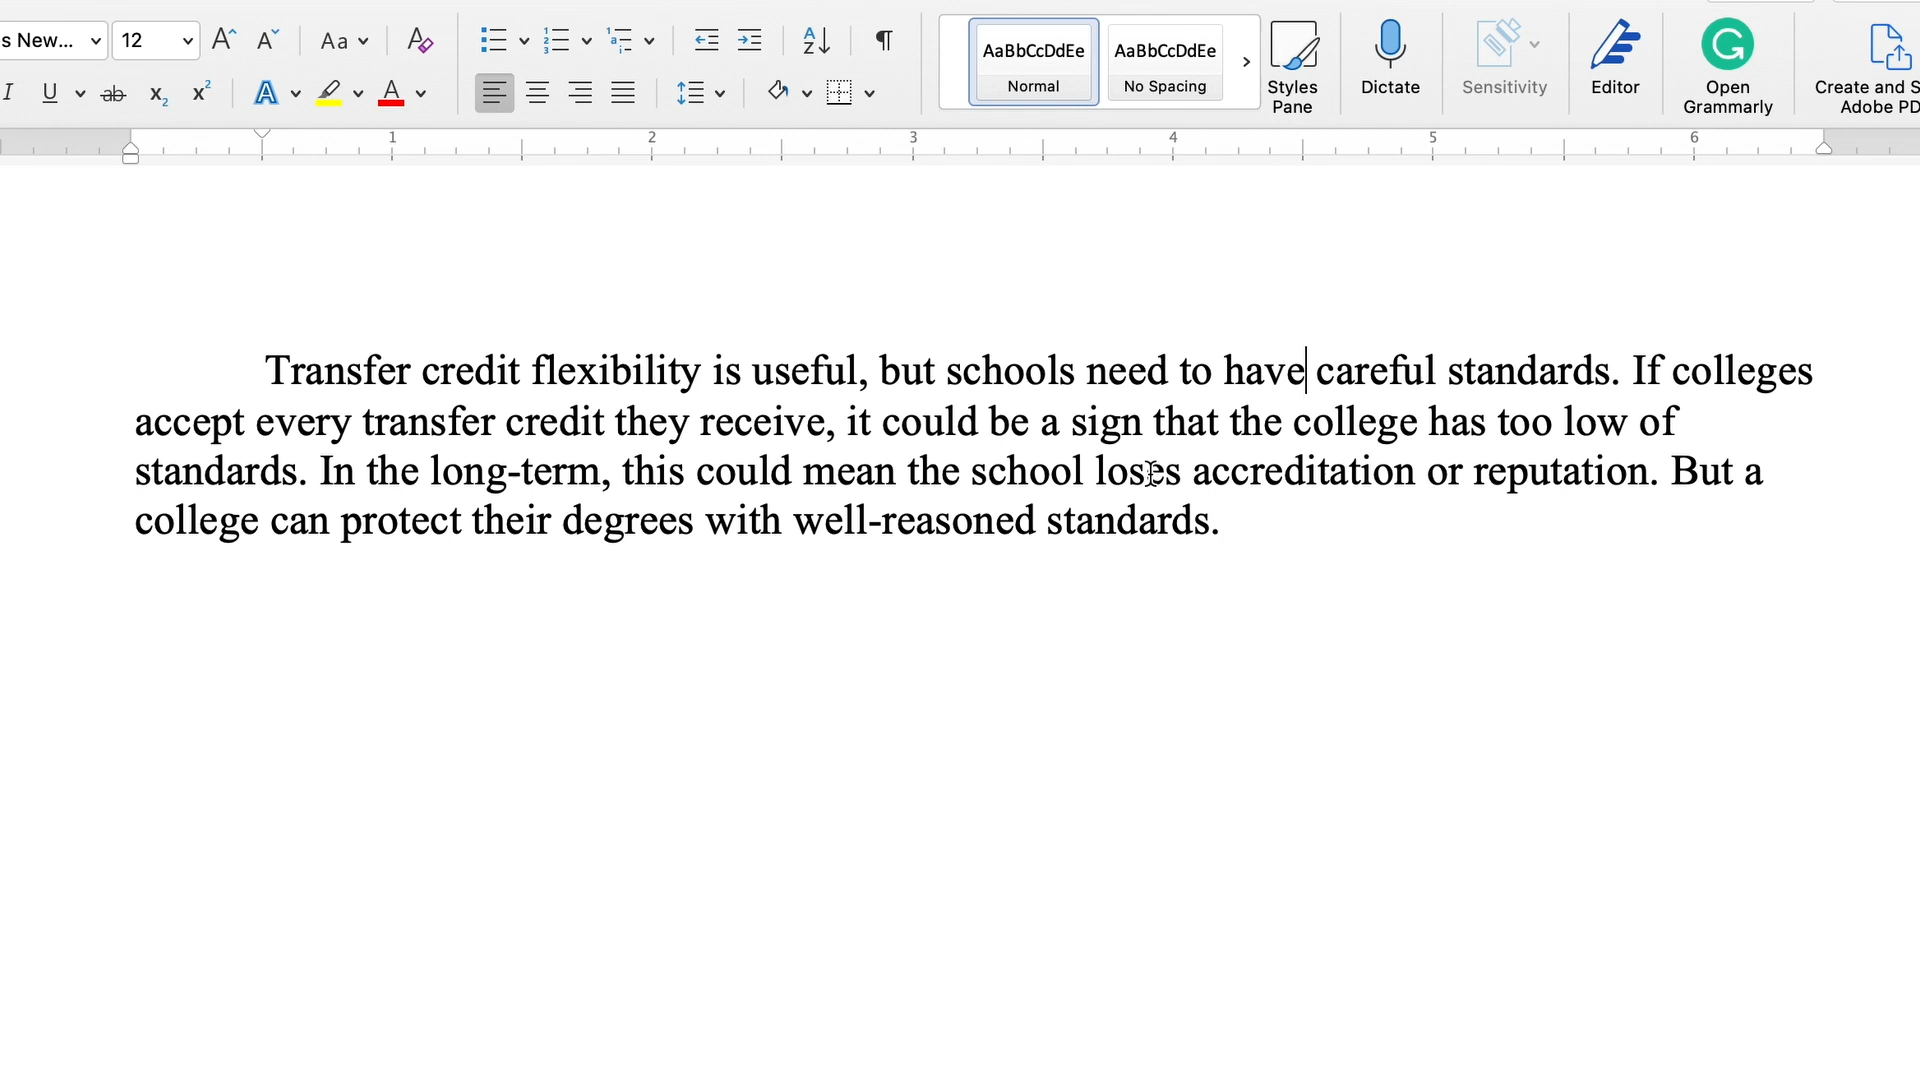 s New... 12 Aa
AaBbCcDdEe AaBbCcDdEe
Normal No Spacing
Styles Pane
Dictate
Sensitivity
Editor
Open Grammarly
Create and S
Adobe PD
1 2 3 4 5 6
Transfer credit flexibility is useful, but schools need to have careful standards. If colleges
accept every transfer credit they receive, it could be a sign that the college has too low of
standards. In the long-term, this could mean the school loses accreditation or reputation. But a
college can protect their degrees with well-reasoned standards.